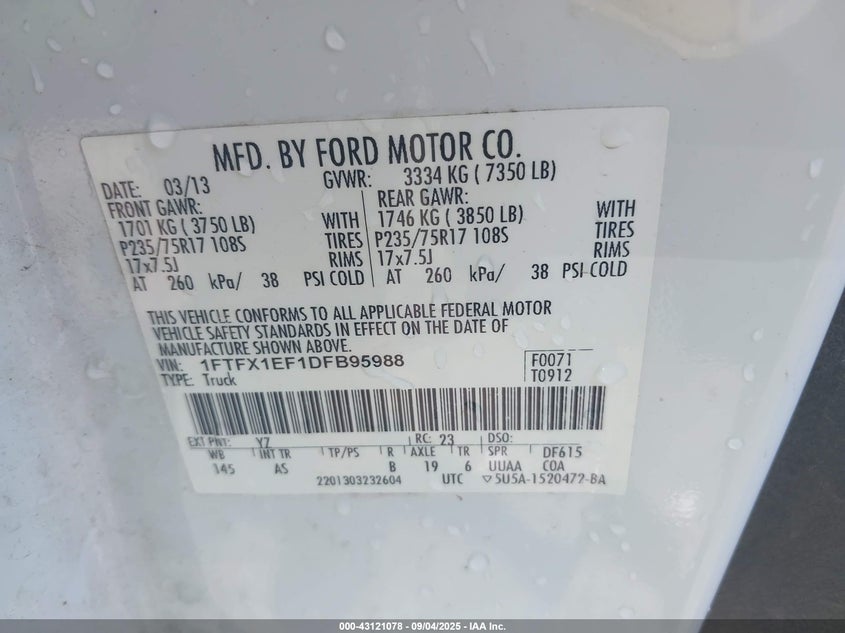 MFD. BY FORD MOTOR CO.
DATE: 03/13 GVWR: 3334 KG ( 7350 LB)
FRONT GAWR: REAR GAWR:
1701 KG ( 3750 LB) WITH 1746 KG ( 3850 LB) WITH
P235/75R17 108S TIRES P235/75R17 108S TIRES
17x7.5J RIMS 17x7.5J RIMS
AT 260 kPa/ 38 PSI COLD AT 260 kPa/ 38 PSI COLD
THIS VEHICLE CONFORMS TO ALL APPLICABLE FEDERAL MOTOR
VEHICLE SAFETY STANDARDS IN EFFECT ON THE DATE OF
MANUFACTURE SHOWN ABOVE.
VIN: 1FTFX1EF1DFB95988 F0071
TYPE: Truck T0912
EXT PNT: YZ RC: 23 DSO:
WB INT TR TP/PS R AXLE TR SPR DF615
145 AS B 19 6 UUAA COA
2201303232604 UTC ▽5U5A-1520472-BA
000-43121078 - 09/04/2025 - IAA Inc.